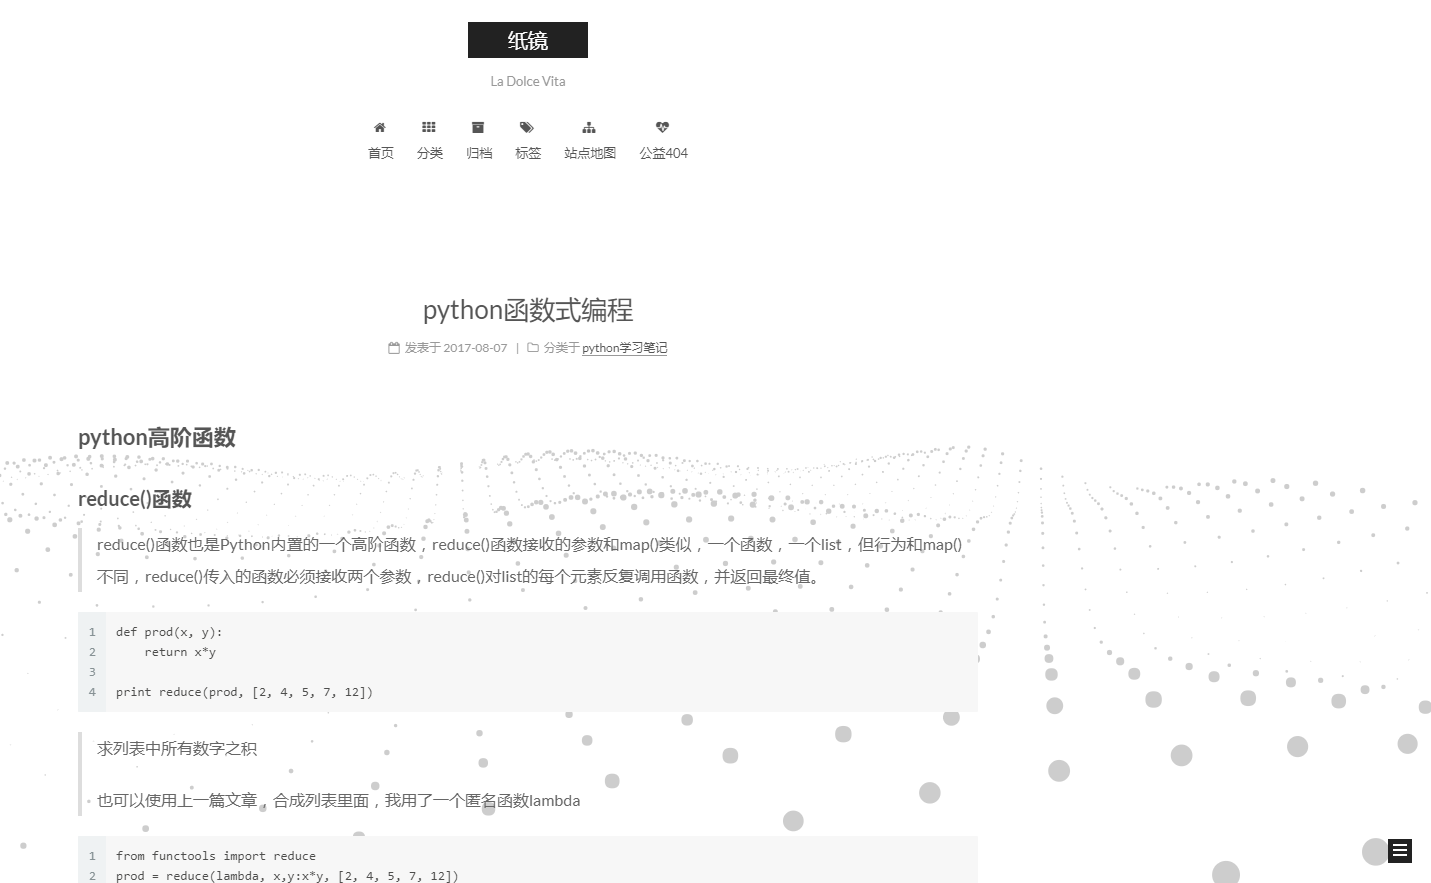 纸镜
La Dolce Vita
首页 分类 归档 标签 站点地图 公益404
python函数式编程
发表于 2017-08-07 | 分类于 python学习笔记
python高阶函数
reduce()函数
reduce()函数也是Python内置的一个高阶函数，reduce()函数接收的参数和map()类似，一个函数，一个list，但行为和map()
不同，reduce()传入的函数必须接收两个参数，reduce()对list的每个元素反复调用函数，并返回最终值。
1 def prod(x, y):
2     return x*y
3
4 print reduce(prod, [2, 4, 5, 7, 12])
求列表中所有数字之积
也可以使用上一篇文章，合成列表里面，我用了一个匿名函数lambda
1 from functools import reduce
2 prod = reduce(lambda, x,y:x*y, [2, 4, 5, 7, 12])